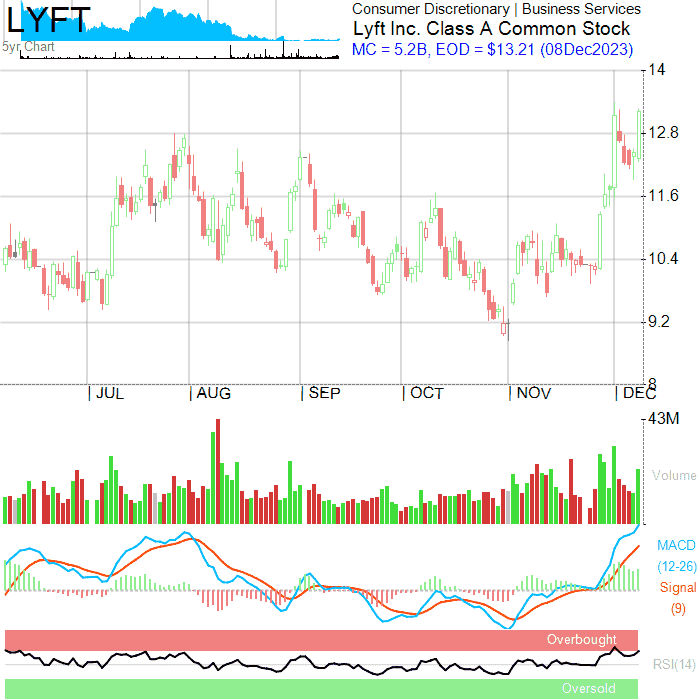 LYFT
5yr Chart
Consumer Discretionary | Business Services
Lyft Inc. Class A Common Stock
MC = 5.2B, EOD = $13.21 (08Dec2023)
14
12.8
11.6
10.4
9.2
8
| JUL | AUG | SEP | OCT | NOV | DEC
43M
Volume
MACD
(12-26)
Signal
(9)
Overbought
RSI(14)
Oversold